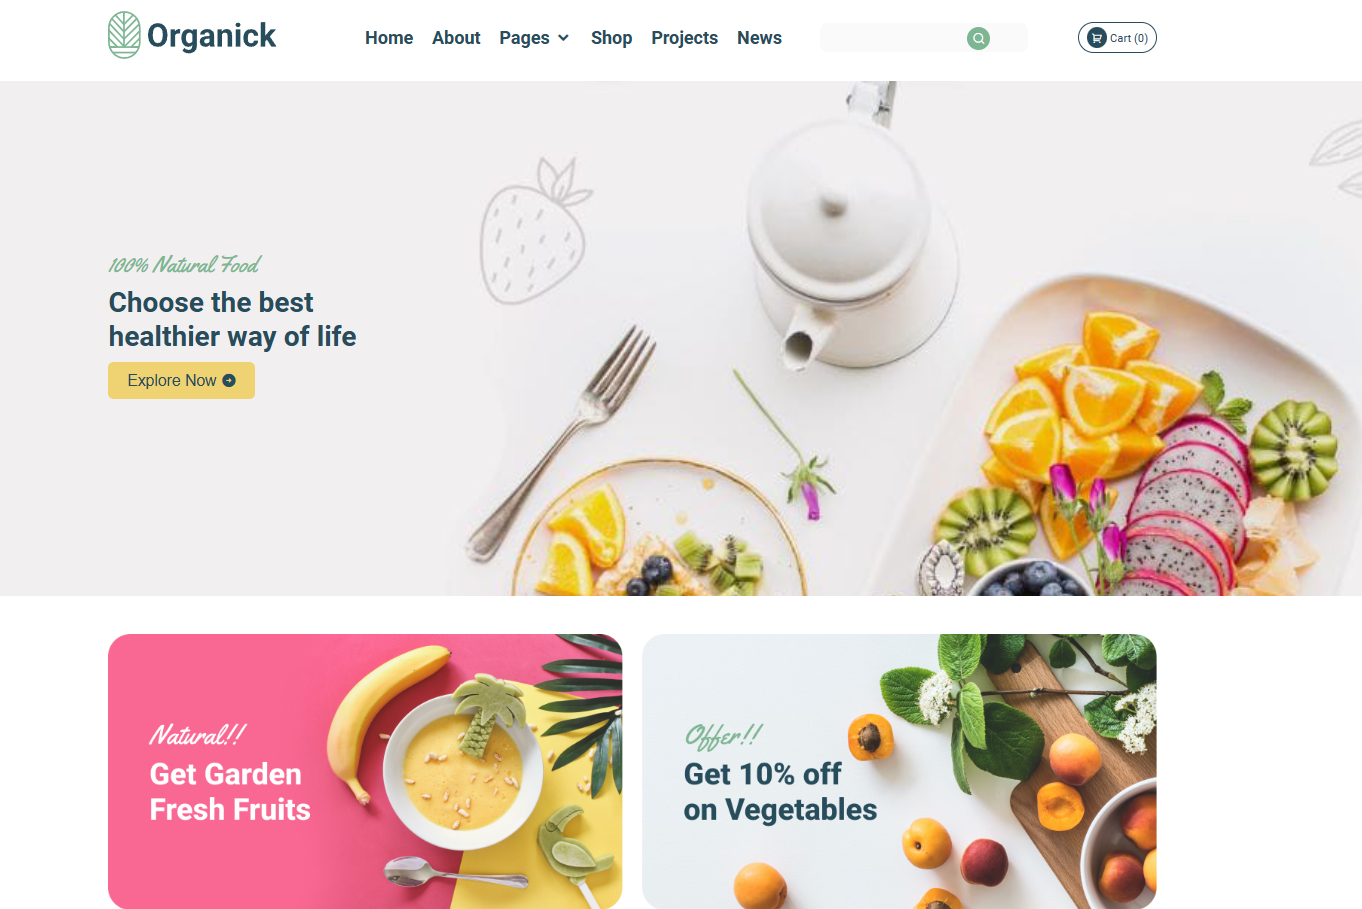 Organick
Home About Pages Shop Projects News
Cart (0)
100% Natural Food
Choose the best
healthier way of life
Explore Now
Natural!!
Get Garden
Fresh Fruits
Offer!!
Get 10% off
on Vegetables